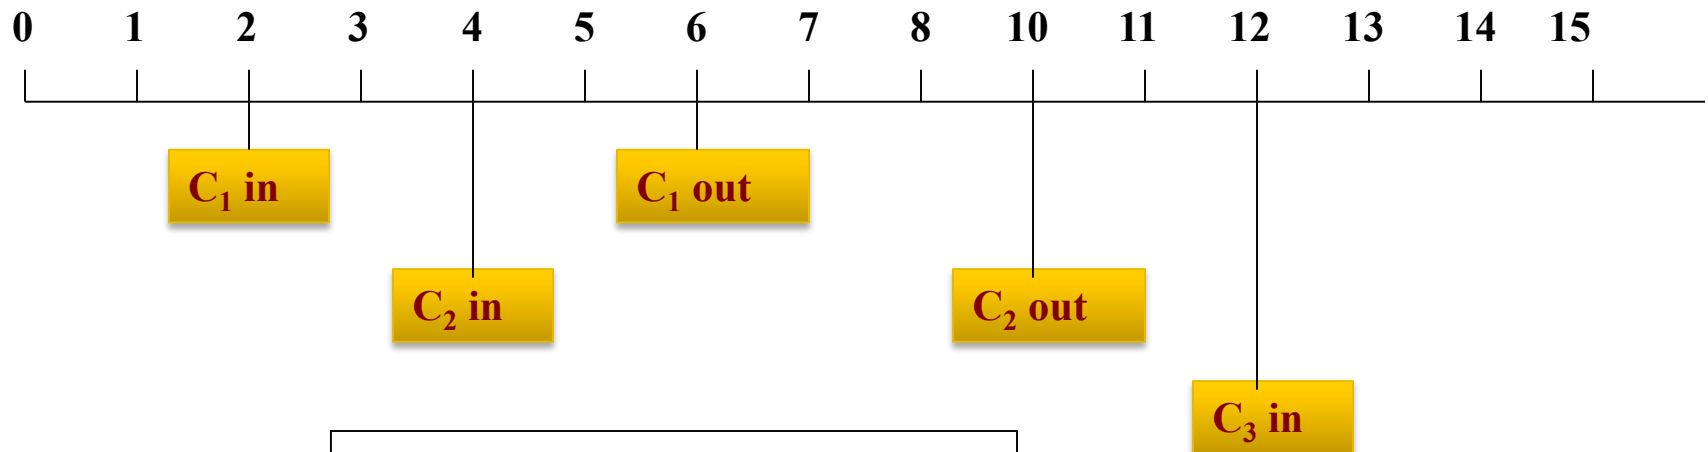 0 1 2 3 4 5 6 7 8 10 11 12 13 14 15
C₁ in
C₁ out
C₂ in
C₂ out
C₃ in